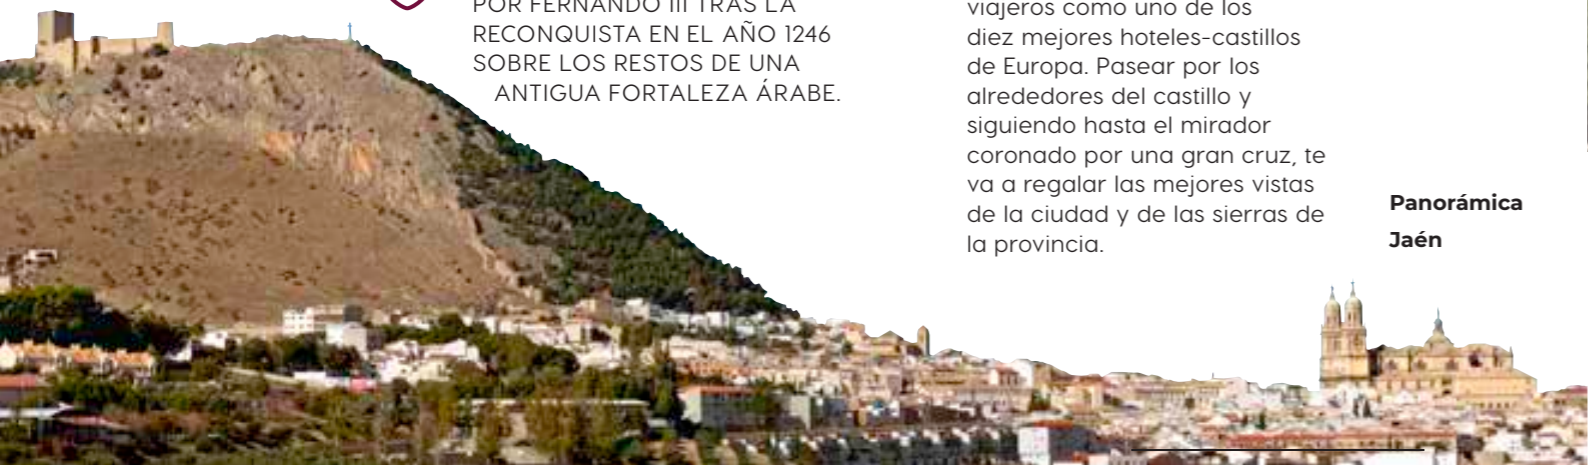 POR FERNANDO III TRAS LA
RECONQUISTA EN EL AÑO 1246
SOBRE LOS RESTOS DE UNA
ANTIGUA FORTALEZA ÁRABE.
viajeros como uno de los
diez mejores hoteles-castillos
de Europa. Pasear por los
alrededores del castillo y
siguiendo hasta el mirador
coronado por una gran cruz, te
va a regalar las mejores vistas
de la ciudad y de las sierras de
la provincia.
Panorámica
Jaén